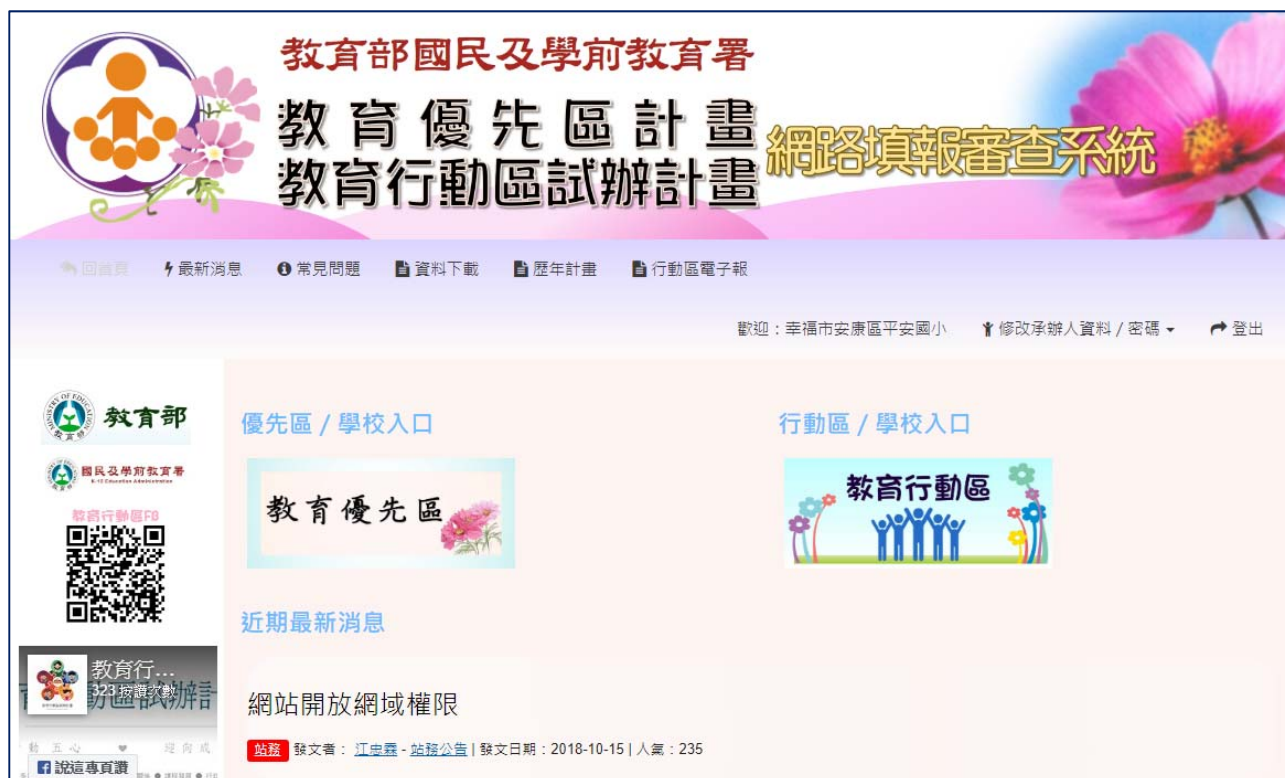 教育部國民及學前教育署
教育優先區計畫
教育行動區試辦計畫
網路填報審查系統
回首頁 最新消息 常見問題 資料下載 歷年計畫 行動區電子報
歡迎：幸福市安康區平安國小 修改承辦人資料 / 密碼 登出
MINISTRY OF EDUCATION
教育部
國民及學前教育署
K-12 Education Administration
教育行動區FB
教育行...
323 按讚次數
說這專頁讚
優先區 / 學校入口
教育優先區
行動區 / 學校入口
教育行動區
近期最新消息
網站開放網域權限
站務 發文者： 江忠霖 - 站務公告 | 發文日期：2018-10-15 | 人氣：235